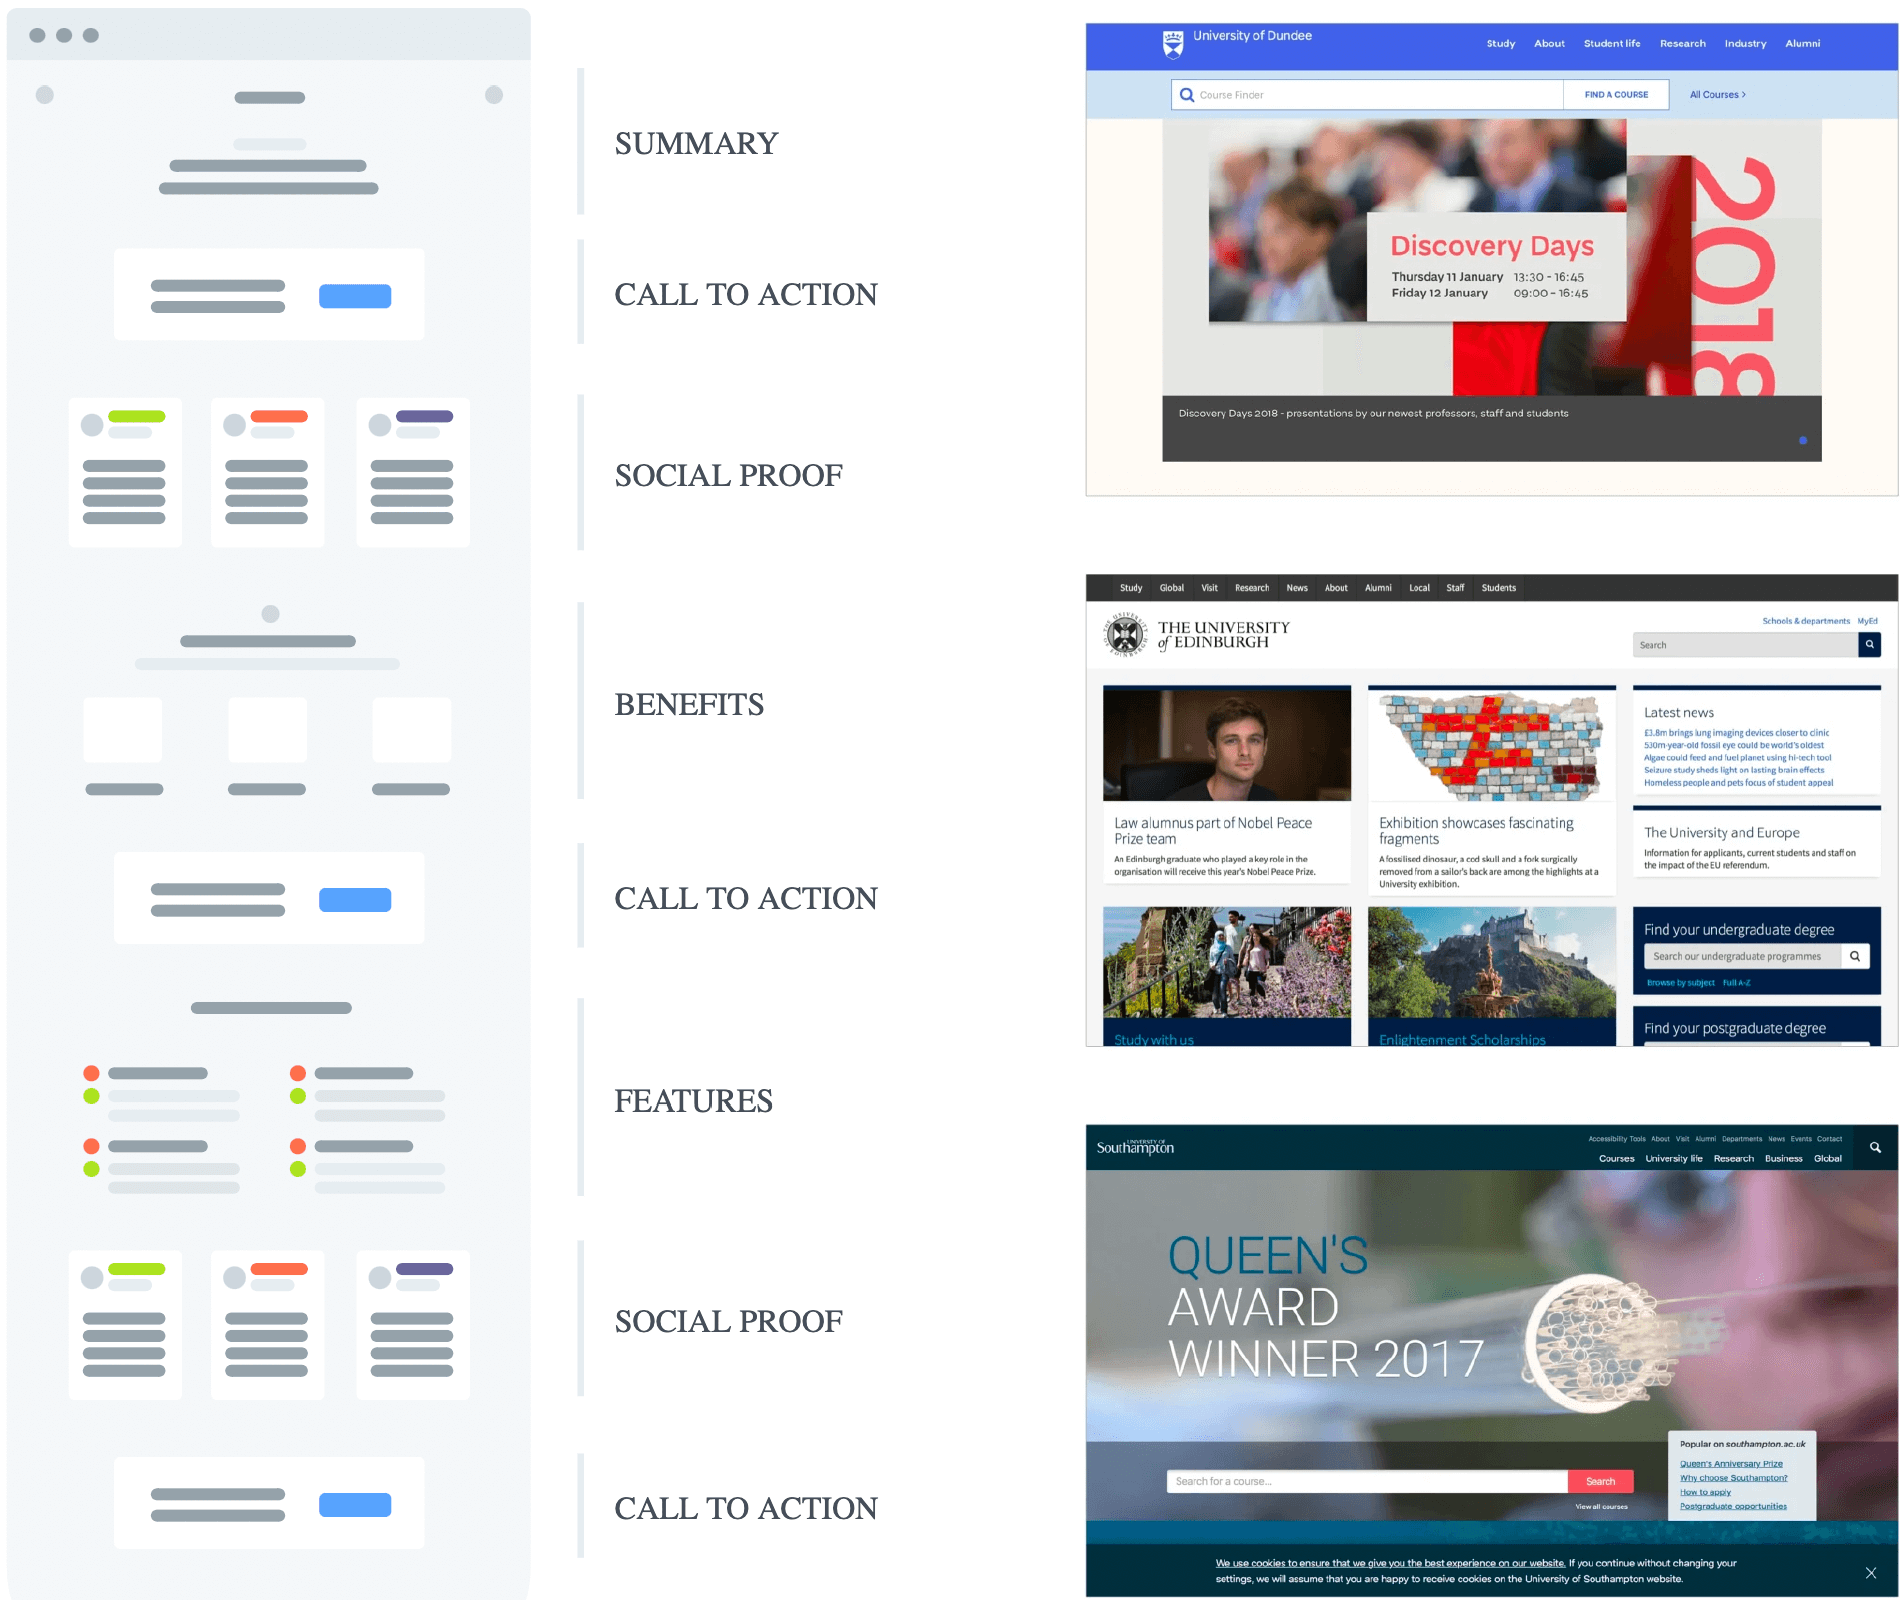 SUMMARY
CALL TO ACTION
SOCIAL PROOF
BENEFITS
CALL TO ACTION
FEATURES
SOCIAL PROOF
CALL TO ACTION
University of Dundee
Study About Student life Research Industry Alumni
Course Finder FIND A COURSE All Courses >
2018
Discovery Days
Thursday 11 January 13:30 - 16:45
Friday 12 January 09:00 - 16:45
Discovery Days 2018 - presentations by our newest professors, staff and students
Study Global Visit Research News About Alumni Local Staff Students
THE UNIVERSITY
of EDINBURGH
Schools & departments MyEd
Search
Law alumnus part of Nobel Peace
Prize team
An Edinburgh graduate who played a key role in the
organisation will receive this year's Nobel Peace Prize.
Exhibition showcases fascinating
fragments
A fossilised dinosaur, a cod skull and a fork surgically
removed from a sailor's back are among the highlights at a
University exhibition.
Latest news
£3.8m brings lung imaging devices closer to clinic
530m-year-old fossil eye could be world's oldest
Algae could feed and fuel planet using hi-tech tool
Seizure study sheds light on lasting brain effects
Homeless people and pets focus of student appeal
The University and Europe
Information for applicants, current students and staff on
the impact of the EU referendum.
Study with us
Enlightenment Scholarships
Find your undergraduate degree
Search our undergraduate programmes
Browse by subject Full A-Z
Find your postgraduate degree
UNIVERSITY OF
Southampton
Accessibility Tools About Visit Alumni Departments News Events Contact
Courses University life Research Business Global
QUEEN'S
AWARD
WINNER 2017
Search for a course... Search
View all courses
Popular on southampton.ac.uk
Queen's Anniversary Prize
Why choose Southampton?
How to apply
Postgraduate opportunities
We use cookies to ensure that we give you the best experience on our website. If you continue without changing your
settings, we will assume that you are happy to receive cookies on the University of Southampton website.